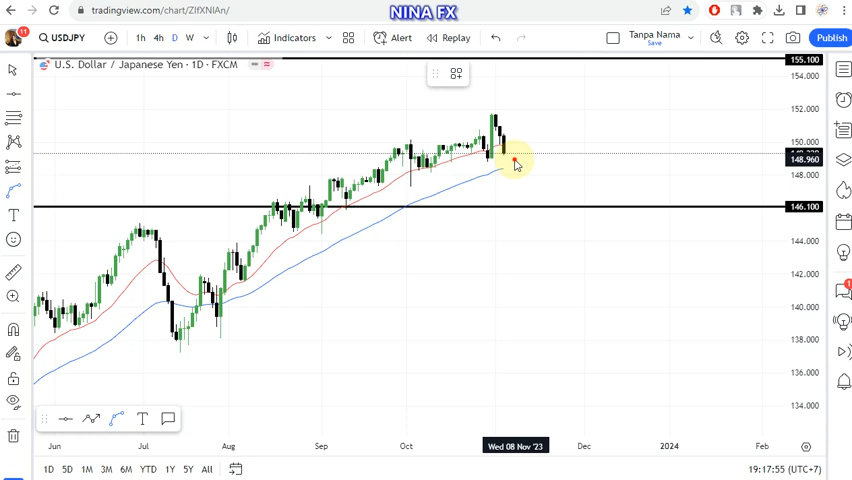 NINA FX
tradingview.com/chart/ZlfXNlAn/
11
USDJPY
1h 4h D W
Indicators
Alert
Replay
Tanpa Nama
Save
Publish
U.S. Dollar / Japanese Yen · 1D · FXCM
155.100
154.000
152.000
150.000
148.960
148.000
146.100
144.000
142.000
140.000
138.000
136.000
134.000
1
Jun Jul Aug Sep Oct Wed 08 Nov '23 Dec 2024 Feb
1D 5D 1M 3M 6M YTD 1Y 5Y All
19:17:55 (UTC+7)